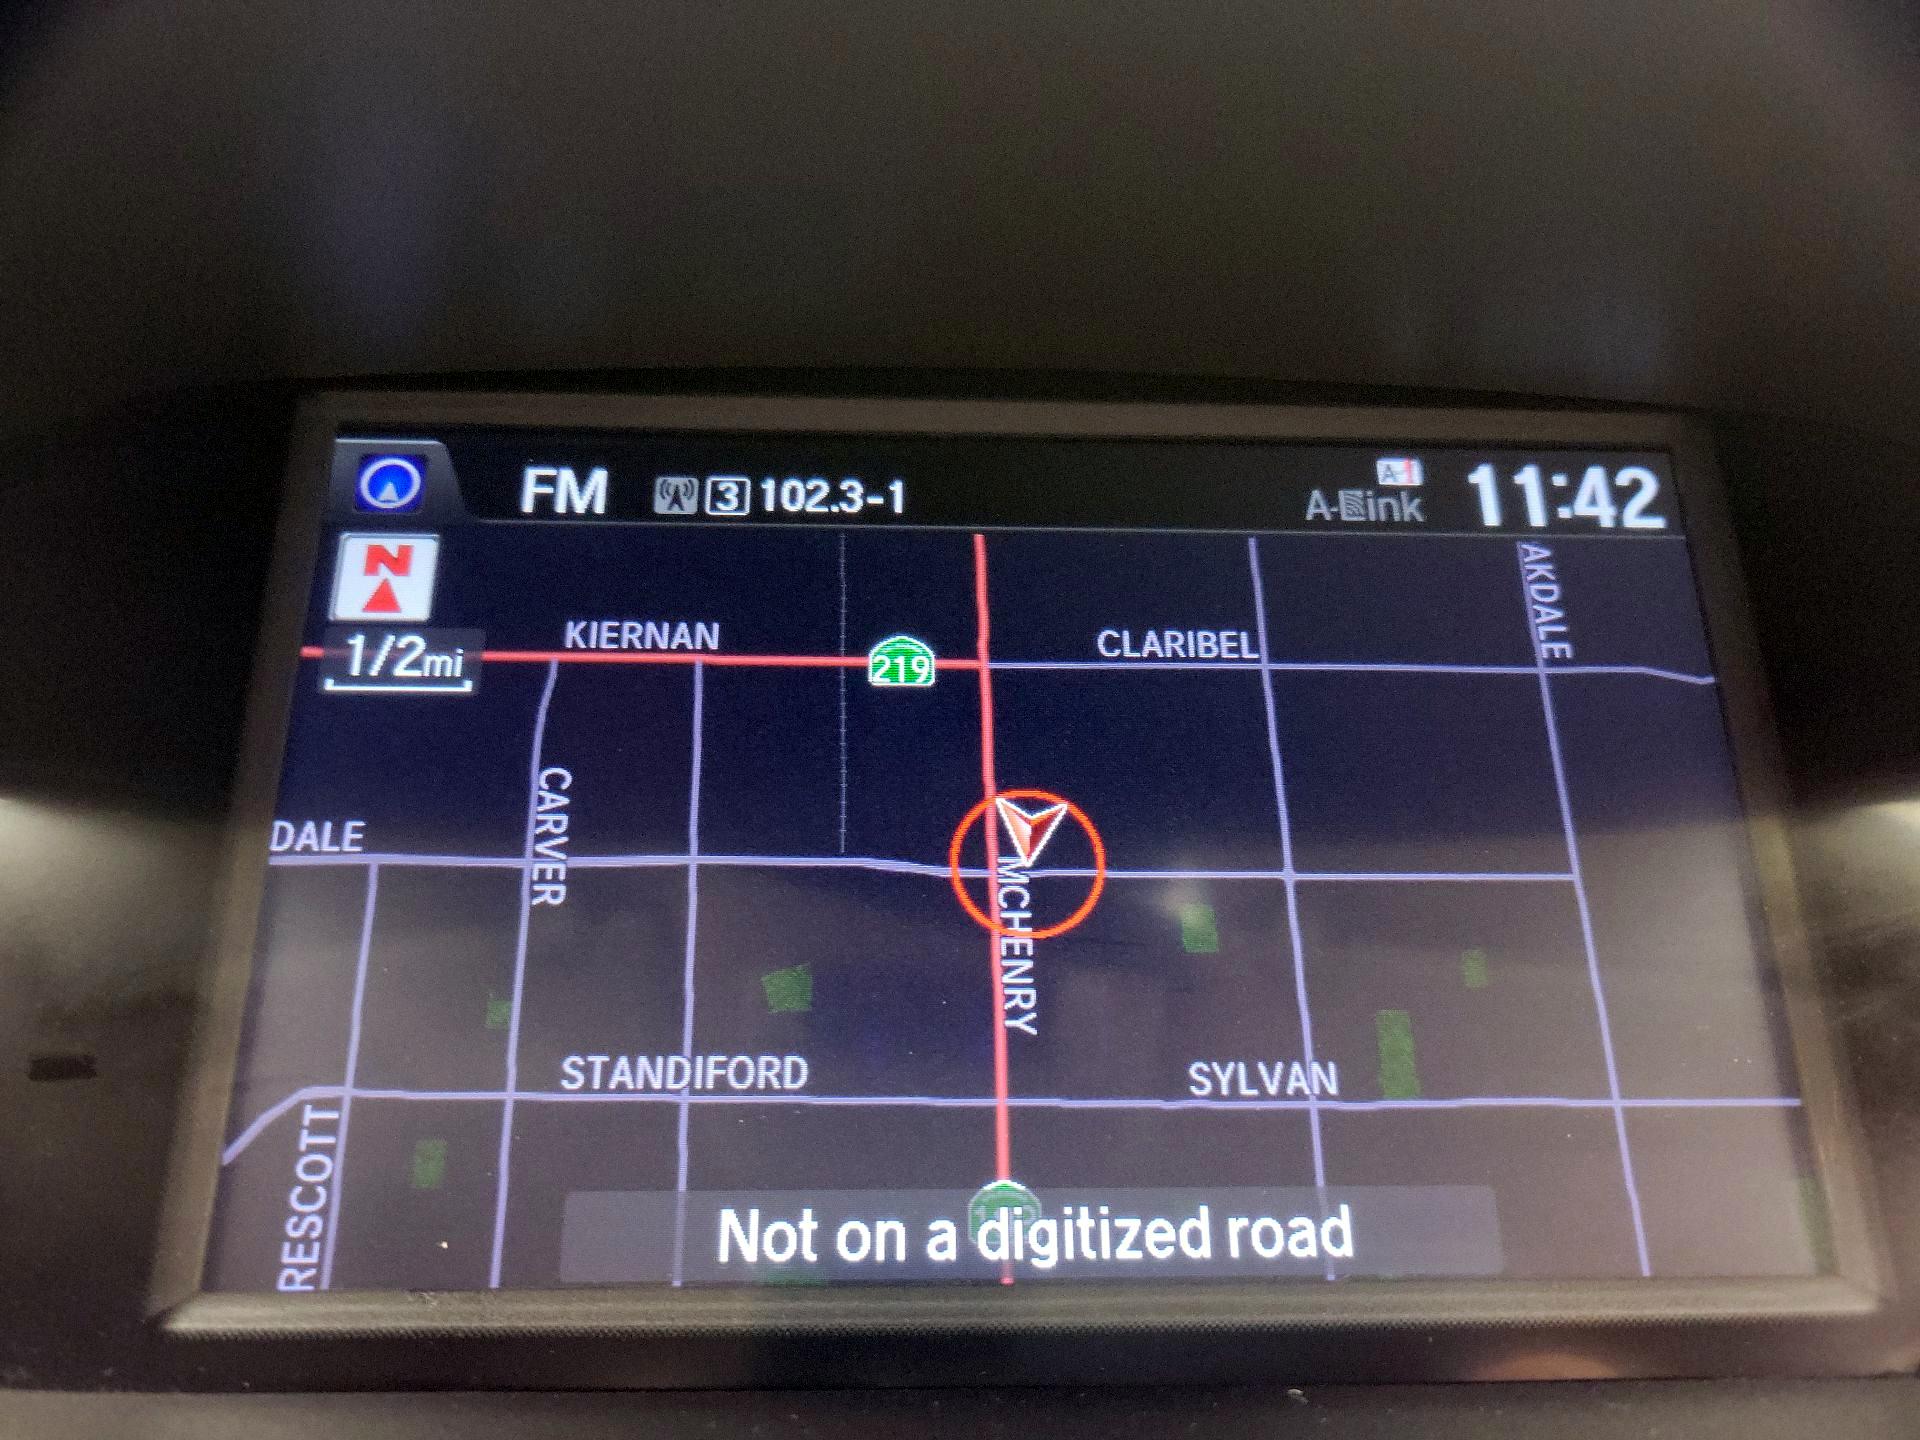 FM 3 102.3-1
A-Link 11:42
N
1/2mi
KIERNAN
219
CLARIBEL
AKDALE
CARVER
DALE
MCHENRY
STANDIFORD
SYLVAN
RESCOTT
Not on a digitized road